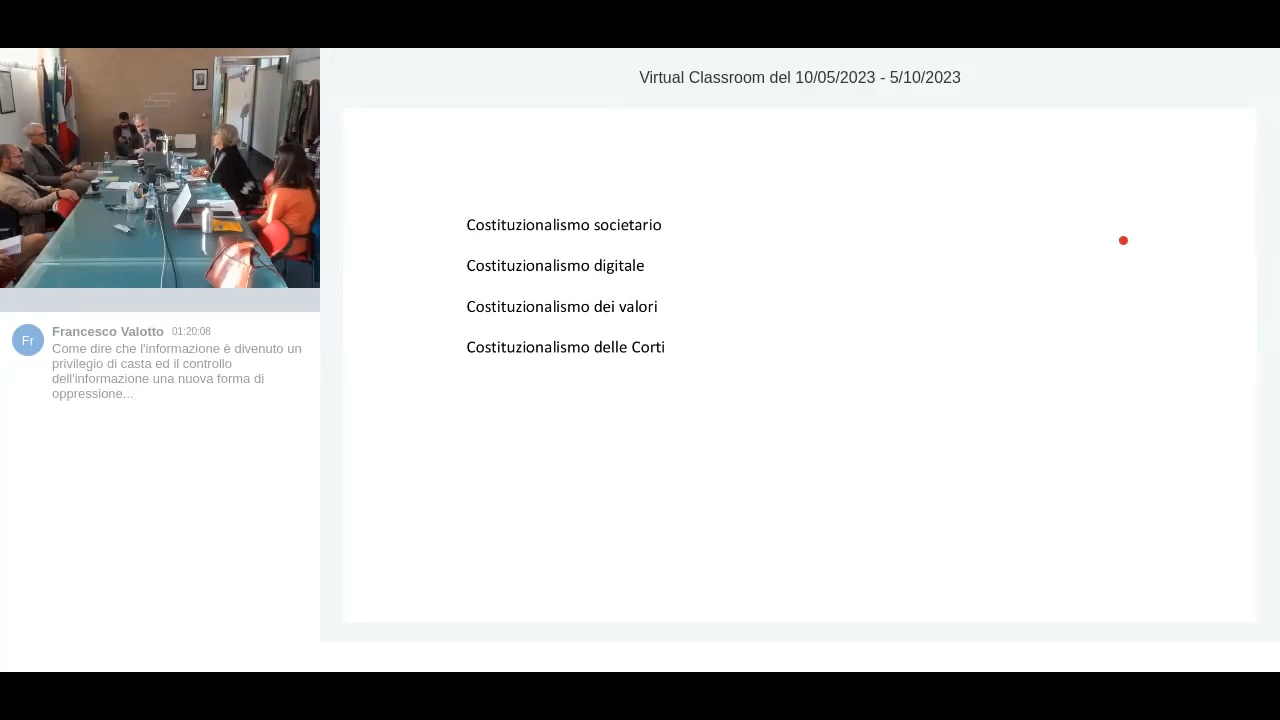 Virtual Classroom del 10/05/2023 - 5/10/2023
Costituzionalismo societario
Costituzionalismo digitale
Costituzionalismo dei valori
Costituzionalismo delle Corti
Fr
Francesco Valotto 01:20:08
Come dire che l'informazione è divenuto un
privilegio di casta ed il controllo
dell'informazione una nuova forma di
oppressione...